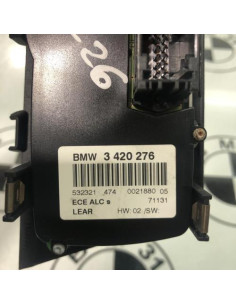 26
BMW 3 420 276
532321 474 0021880 05
ECE ALC s 71131
LEAR HW: 02 /SW: